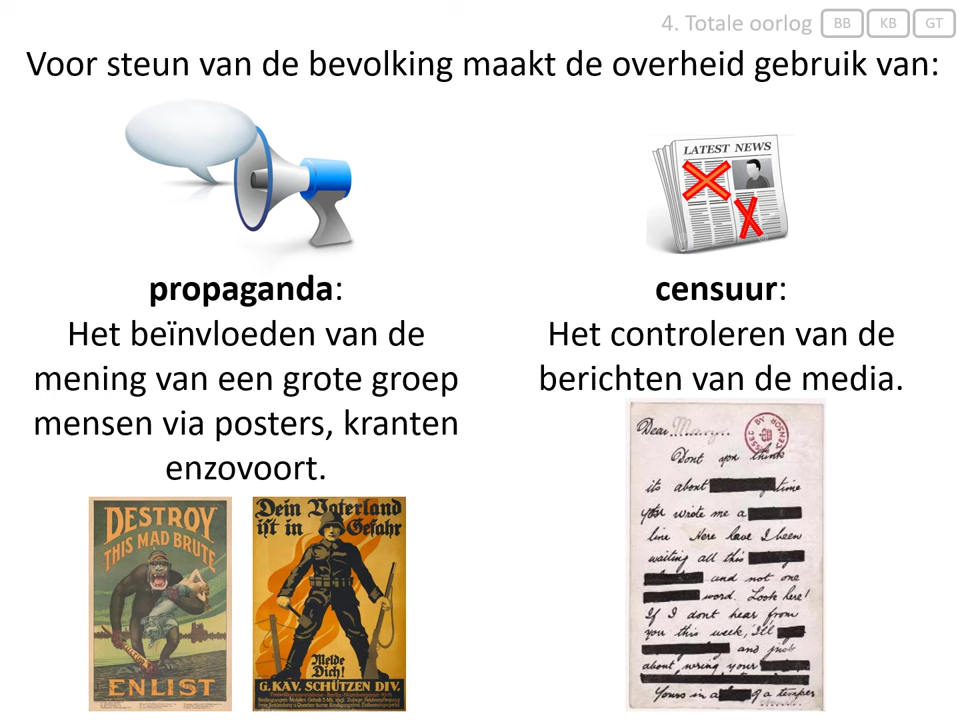 4. Totale oorlog BB KB GT
Voor steun van de bevolking maakt de overheid gebruik van:
LATEST NEWS
propaganda:
Het beïnvloeden van de
mening van een grote groep
mensen via posters, kranten
enzovoort.
censuur:
Het controleren van de
berichten van de media.
DESTROY
THIS MAD BRUTE
ENLIST
Dein Vaterland
ist in Gefahr
Melde
Dich!
G. KAV. SCHÜTZEN DIV.
Dear
Dont you think
its about time
you wrote me a
line Here have I been
waiting all this
and not one
word. Look here!
If I dont hear from
you this week, I'll
and
about wring your
Yours in a of a temper